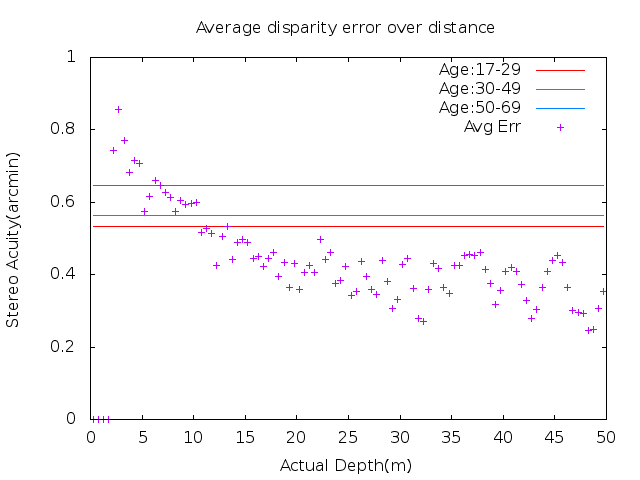 Average disparity error over distance
Age:17-29
Age:30-49
Age:50-69
Avg Err
1
0.8
0.6
0.4
0.2
0
Stereo Acuity(arcmin)
0 5 10 15 20 25 30 35 40 45 50
Actual Depth(m)